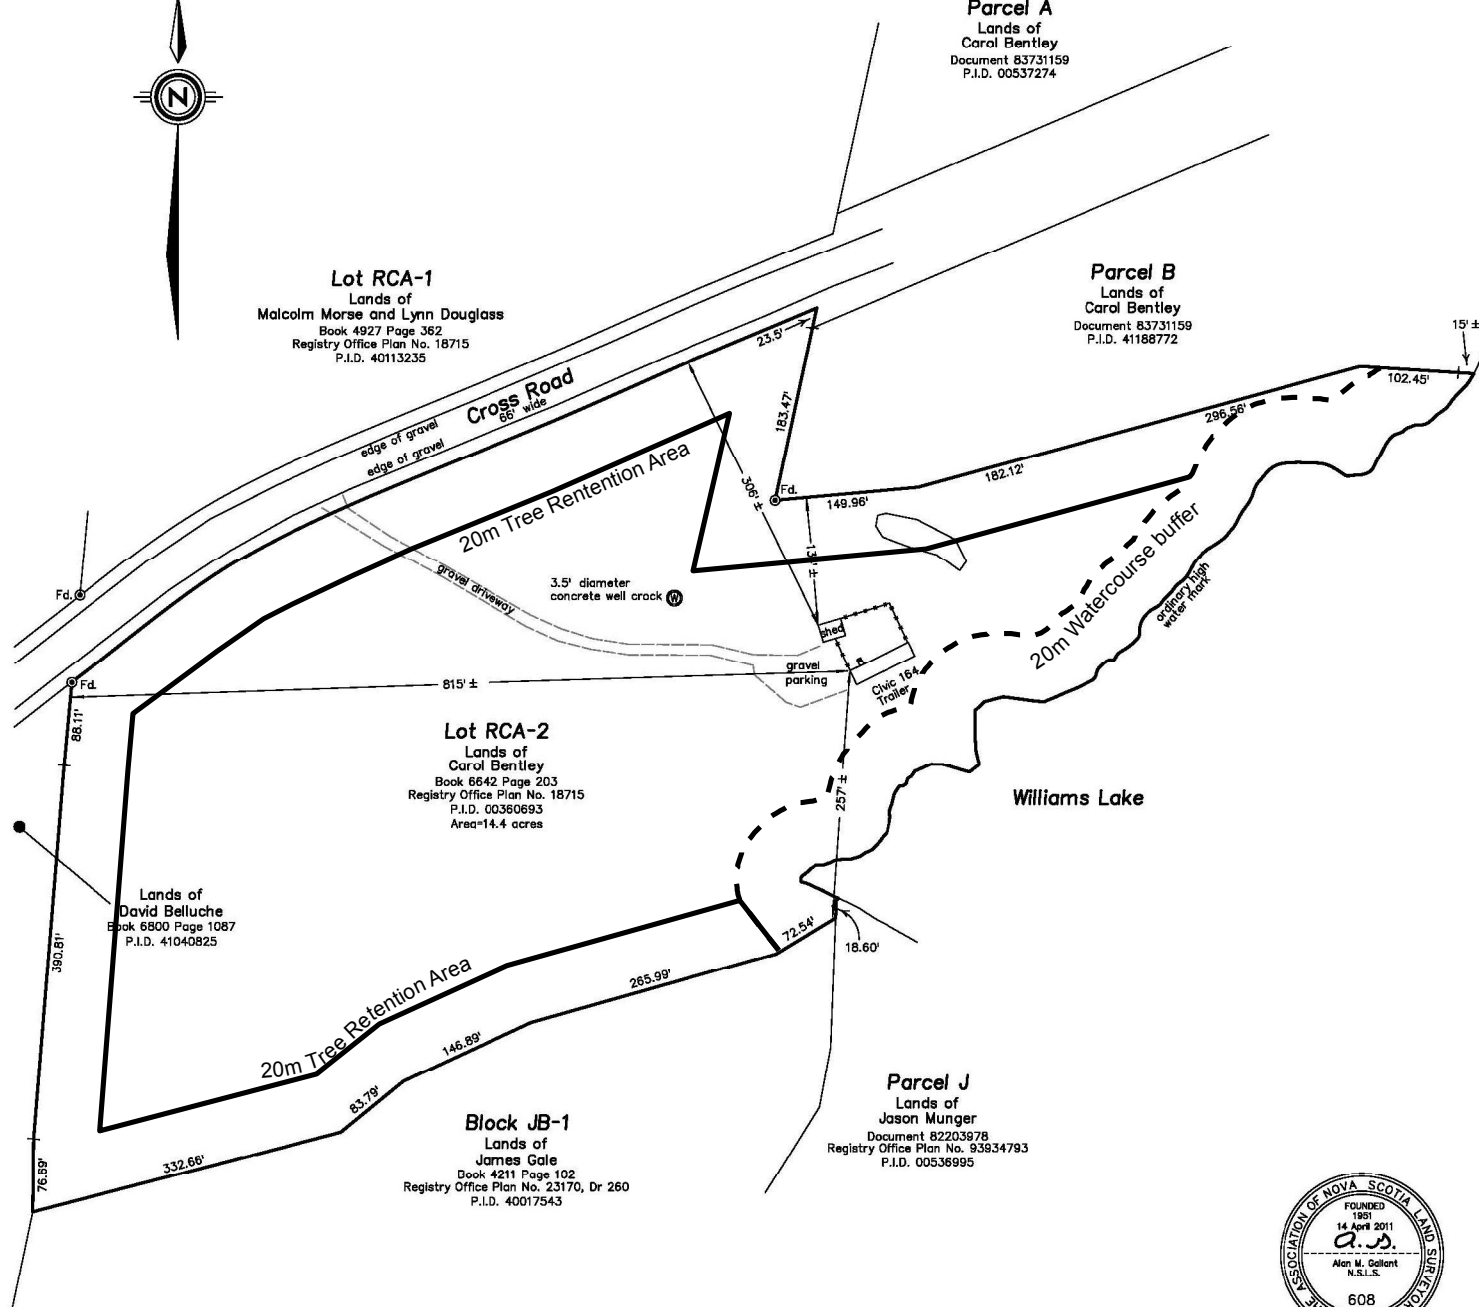 Parcel A
Lands of
Carol Bentley
Document 83731159
P.I.D. 00537274
N
Lot RCA-1
Lands of
Malcolm Morse and Lynn Douglass
Book 4927 Page 362
Registry Office Plan No. 18715
P.I.D. 40113235
Parcel B
Lands of
Carol Bentley
Document 83731159
P.I.D. 41188772
15' ±
102.45'
23.5'
Cross Road
66' wide
edge of gravel
edge of gravel
183.47'
296.56'
182.12'
149.96'
Fd.
306' ±
20m Tree Rentention Area
20m Watercourse buffer
ordinary high
water mark
gravel driveway
3.5' diameter
concrete well crock
W
Fd.
shed
gravel
parking
Civic 164
Trailer
Fd.
815' ±
88.11'
Lot RCA-2
Lands of
Carol Bentley
Book 6642 Page 203
Registry Office Plan No. 18715
P.I.D. 00360693
Area=14.4 acres
257' ±
Williams Lake
Lands of
David Belluche
Book 6800 Page 1087
P.I.D. 41040825
390.81'
72.54'
18.60'
265.99'
20m Tree Retention Area
146.89'
83.79'
332.66'
76.69'
Block JB-1
Lands of
James Gale
Book 4211 Page 102
Registry Office Plan No. 23170, Dr 260
P.I.D. 40017543
Parcel J
Lands of
Jason Munger
Document 82203978
Registry Office Plan No. 93934793
P.I.D. 00536995
ASSOCIATION OF NOVA SCOTIA LAND
FOUNDED
1951
14 April 2011
Alan M. Gallant
N.S.L.S.
608